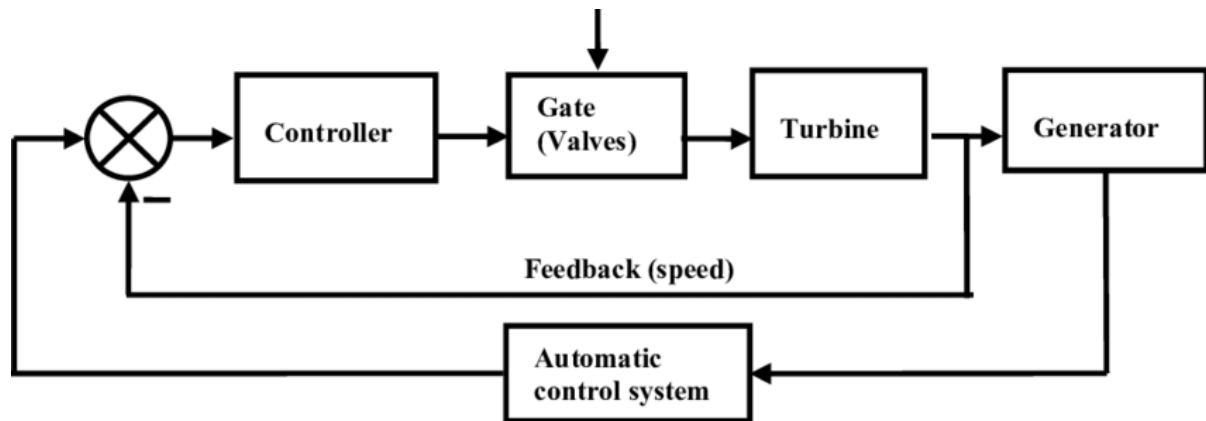 Controller
Gate
(Valves)
Turbine
Generator
Feedback (speed)
Automatic
control system